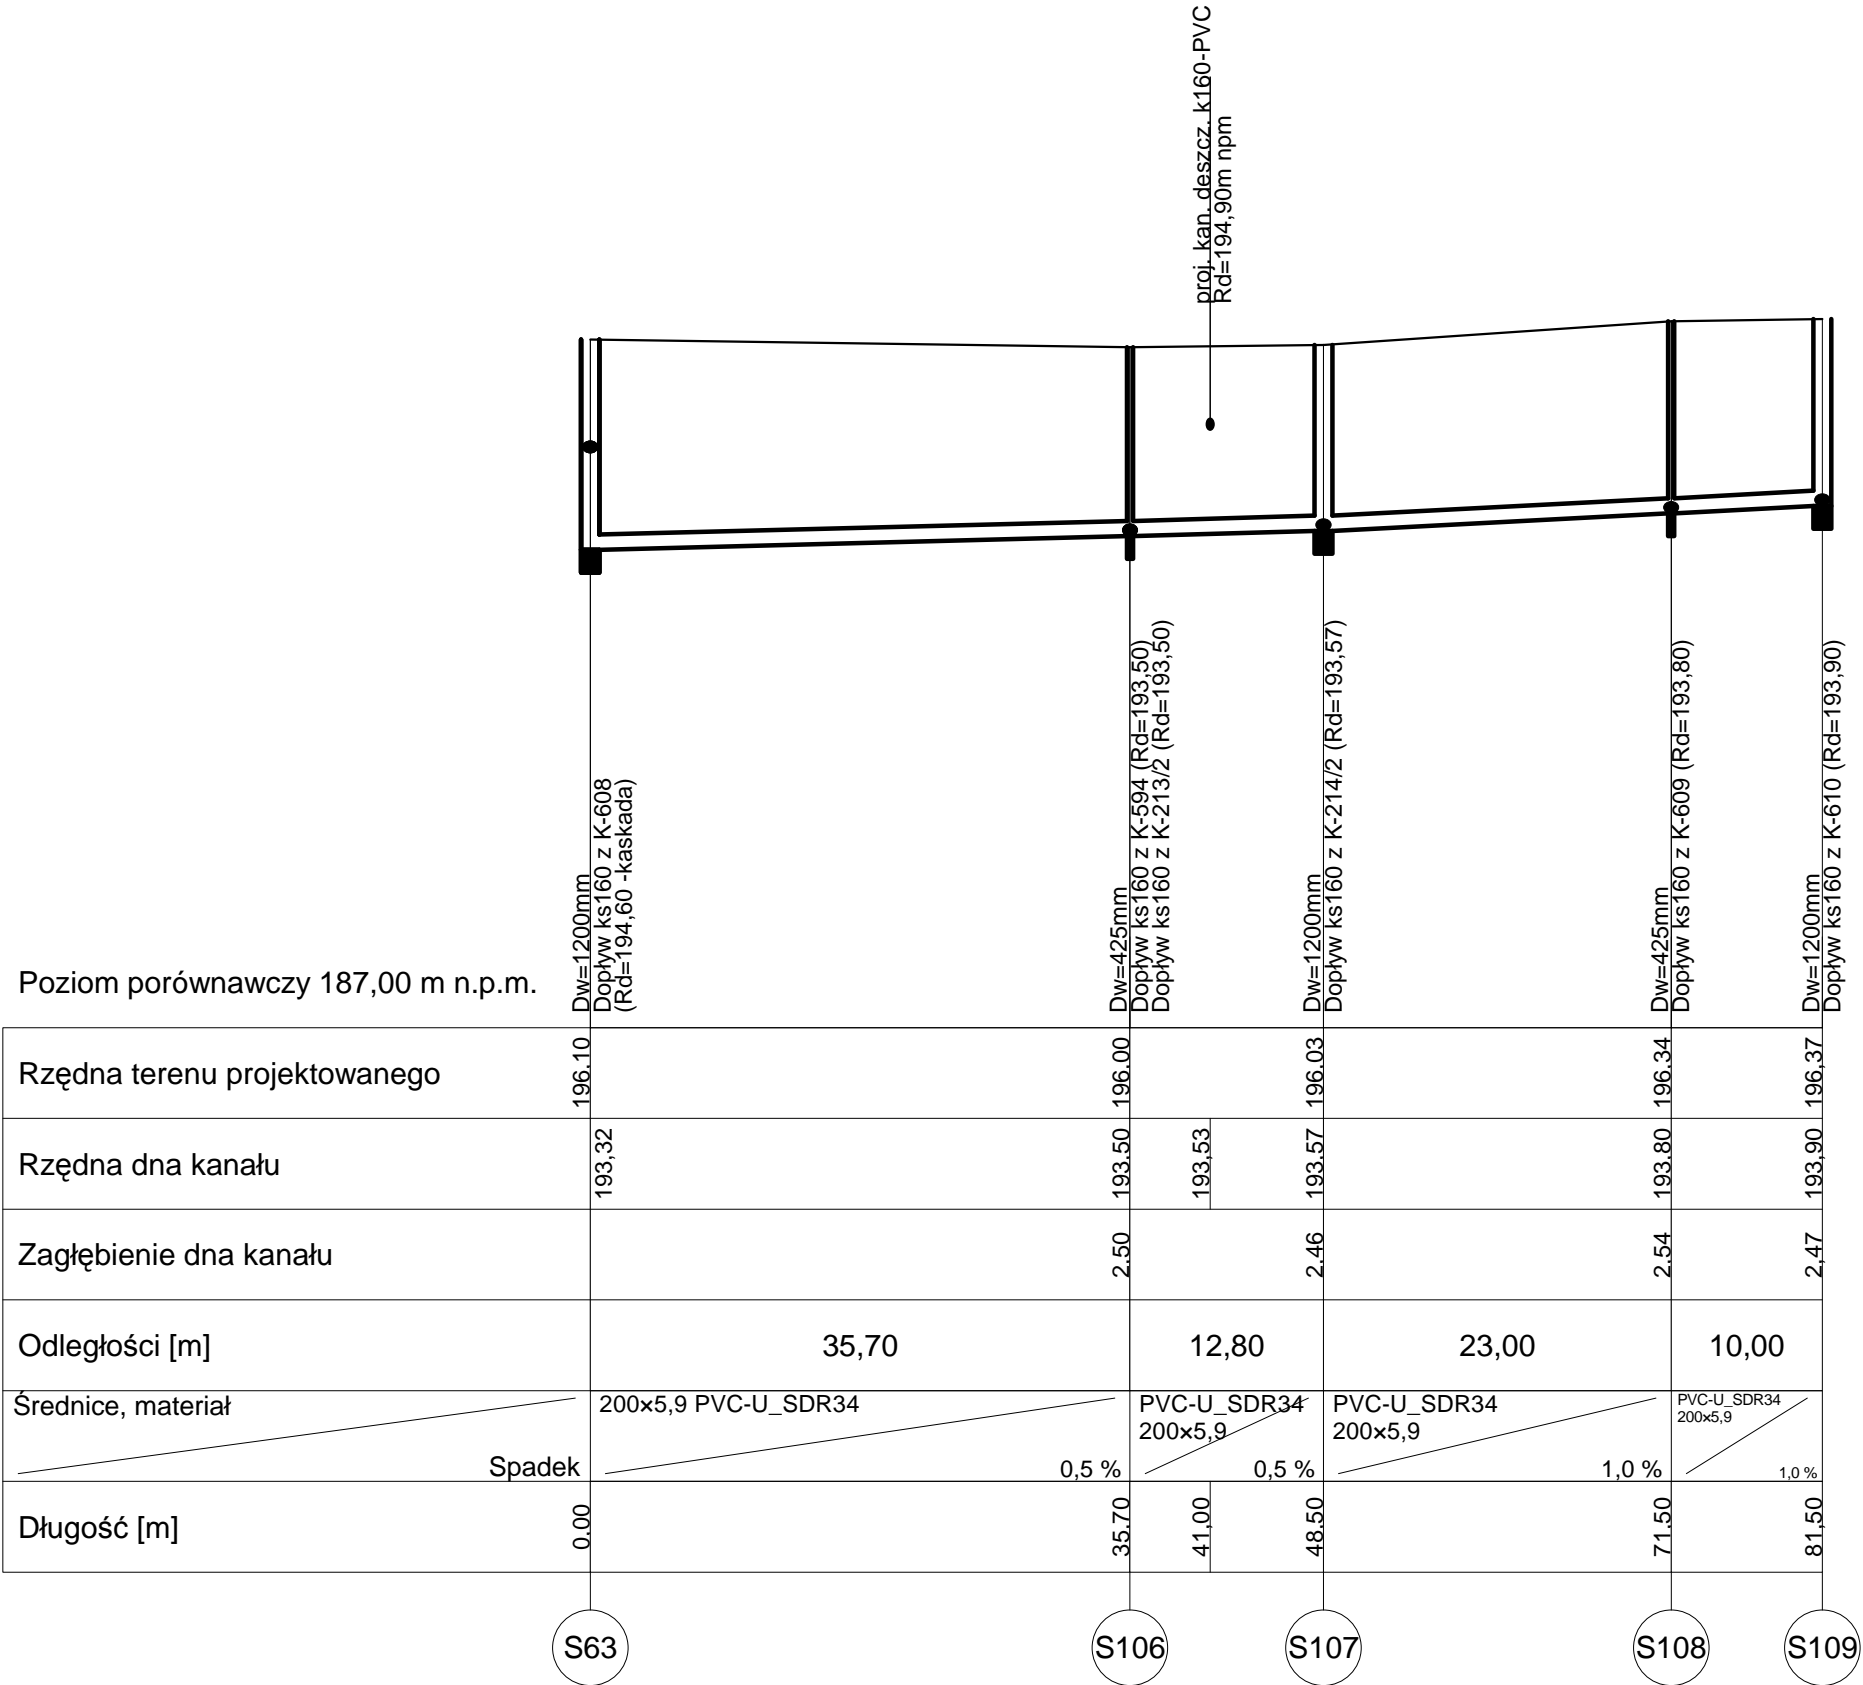 proj. kan. deszcz. k160-PVC
Rd=194,90m npm
Dw=1200mm
Dopływ ks160 z K-608
(Rd=194,60 -kaskada)
Dw=425mm
Dopływ ks160 z K-594 (Rd=193,50)
Dopływ ks160 z K-213/2 (Rd=193,50)
Dw=1200mm
Dopływ ks160 z K-214/2 (Rd=193,57)
Dw=425mm
Dopływ ks160 z K-609 (Rd=193,80)
Dw=1200mm
Dopływ ks160 z K-610 (Rd=193,90)
Poziom porównawczy 187,00 m n.p.m.
Rzędna terenu projektowanego
196.10
196.00
196.03
196.34
196,37
Rzędna dna kanału
193,32
193.50
193,53
193.57
193.80
193,90
Zagłębienie dna kanału
2.50
2.46
2.54
2,47
Odległości [m]
35,70
12,80
23,00
10,00
Średnice, materiał
Spadek
200×5,9 PVC-U_SDR34
0,5 %
PVC-U_SDR34
200×5,9
0,5 %
PVC-U_SDR34
200×5,9
1,0 %
PVC-U_SDR34
200×5,9
1,0 %
Długość [m]
0.00
35.70
41,00
48.50
71.50
81,50
S63
S106
S107
S108
S109